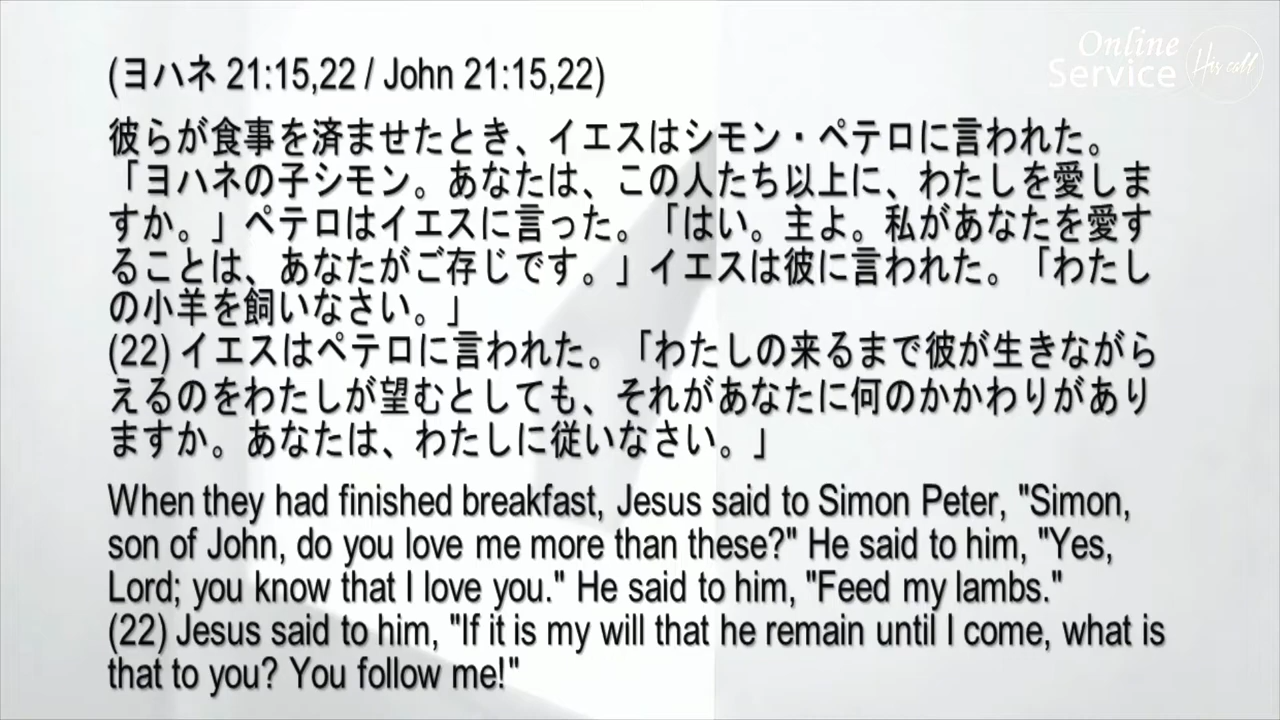 Online
Service
His call
(ヨハネ 21:15,22 / John 21:15,22)
彼らが食事を済ませたとき、イエスはシモン・ペテロに言われた。
「ヨハネの子シモン。あなたは、この人たち以上に、わたしを愛しま
すか。」ペテロはイエスに言った。「はい。主よ。私があなたを愛す
ることは、あなたがご存じです。」イエスは彼に言われた。「わたし
の小羊を飼いなさい。」
(22) イエスはペテロに言われた。「わたしの来るまで彼が生きながら
えるのをわたしが望むとしても、それがあなたに何のかかわりがあり
ますか。あなたは、わたしに従いなさい。」
When they had finished breakfast, Jesus said to Simon Peter, "Simon,
son of John, do you love me more than these?" He said to him, "Yes,
Lord; you know that I love you." He said to him, "Feed my lambs."
(22) Jesus said to him, "If it is my will that he remain until I come, what is
that to you? You follow me!"